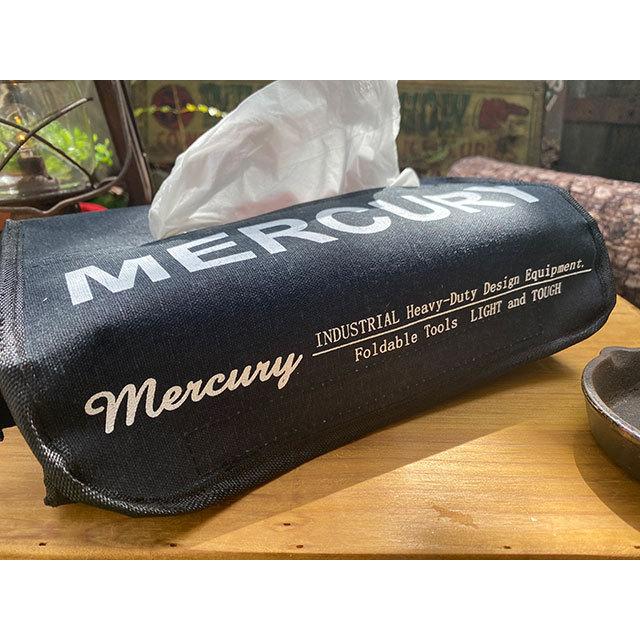 MERCURY
Mercury
INDUSTRIAL Heavy-Duty Design Equipment.
Foldable Tools LIGHT and TOUGH